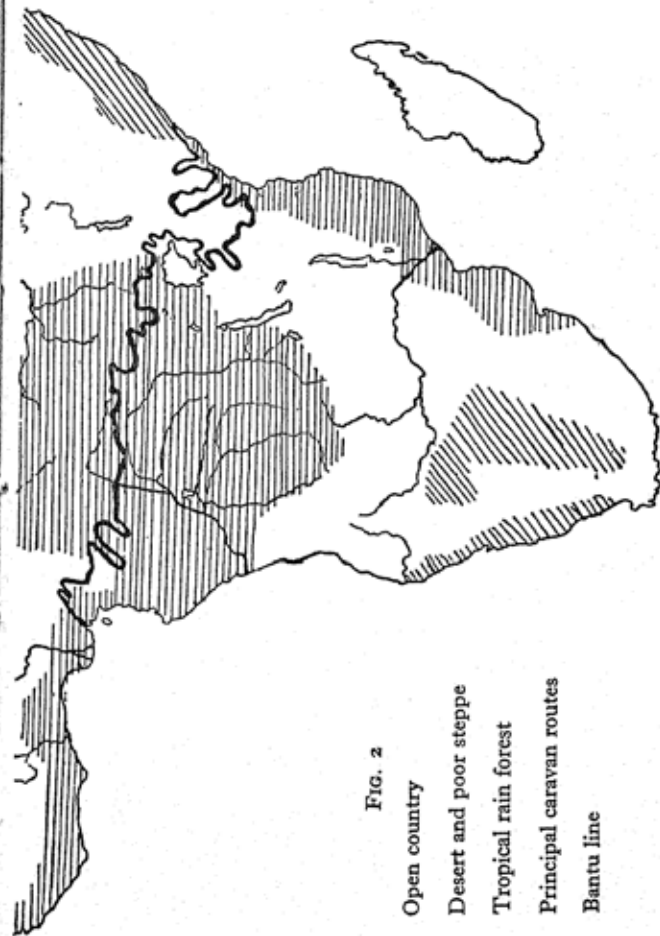 FIG. 2
Open country
Desert and poor steppe
Tropical rain forest
Principal caravan routes
Bantu line